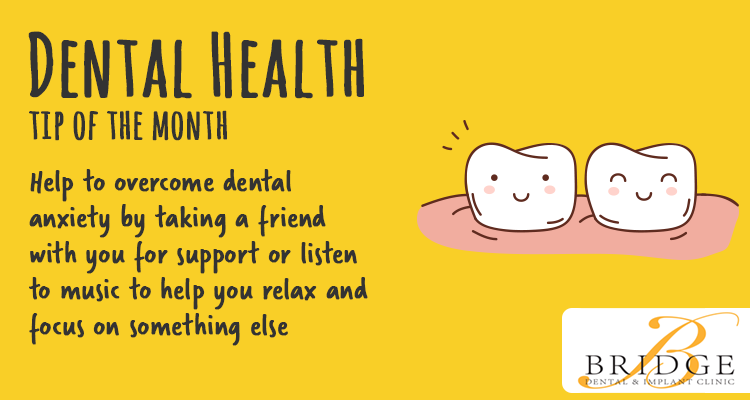 Dental Health
TIP OF THE MONTH
Help to overcome dental
anxiety by taking a friend
with you for support or listen
to music to help you relax and
focus on something else
B
BRIDGE
DENTAL & IMPLANT CLINIC